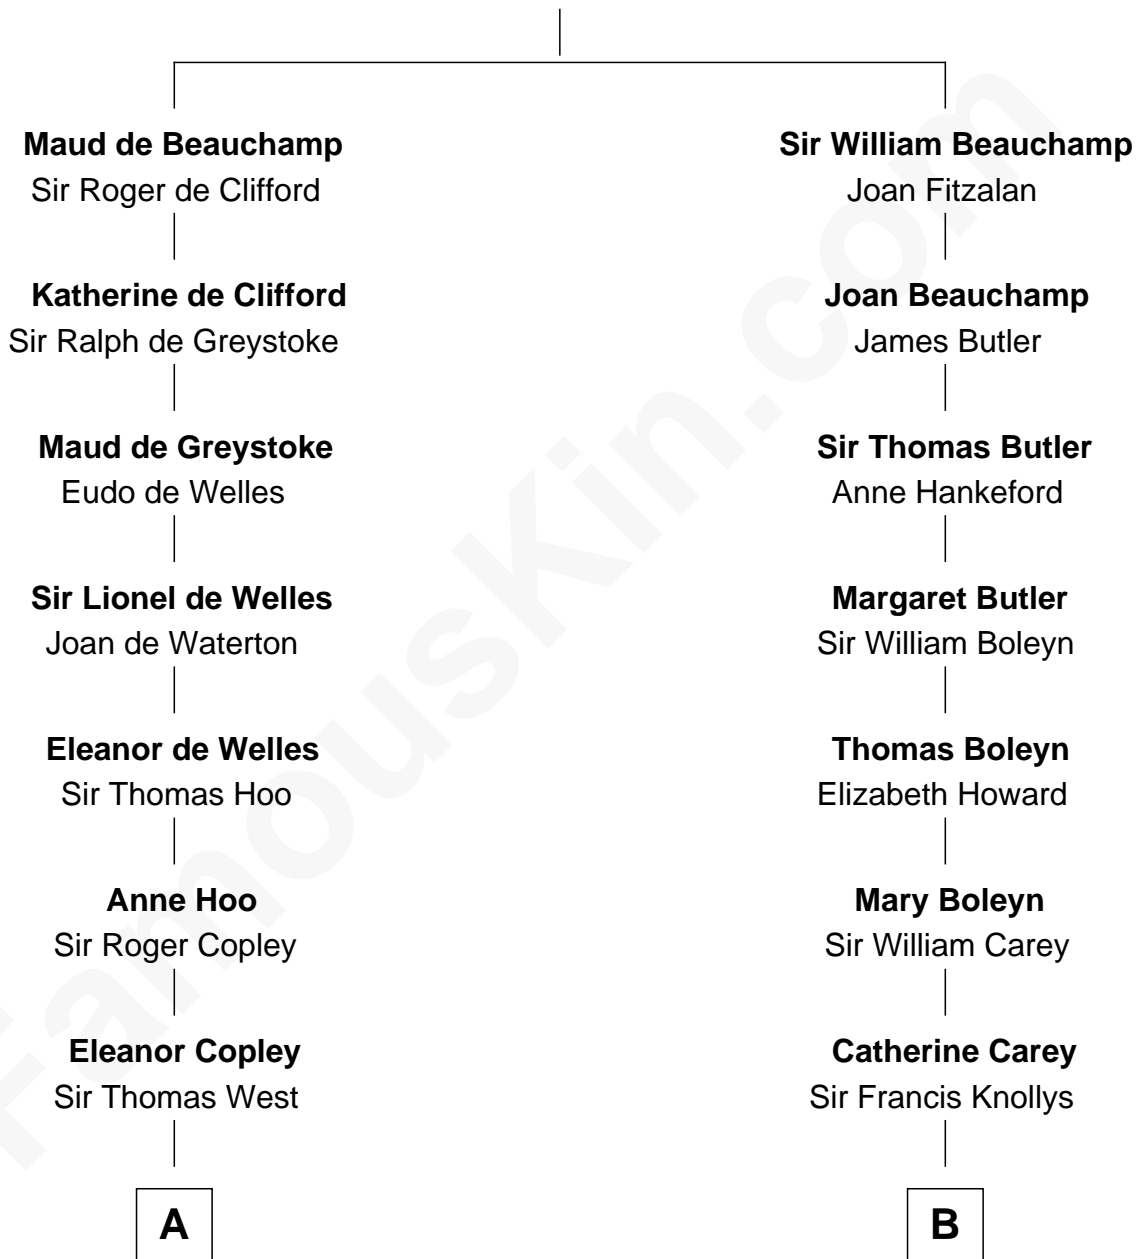 Maud de Beauchamp
Sir Roger de Clifford
Katherine de Clifford
Sir Ralph de Greystoke
Maud de Greystoke
Eudo de Welles
Sir Lionel de Welles
Joan de Waterton
Eleanor de Welles
Sir Thomas Hoo
Anne Hoo
Sir Roger Copley
Eleanor Copley
Sir Thomas West
A
Sir William Beauchamp
Joan Fitzalan
Joan Beauchamp
James Butler
Sir Thomas Butler
Anne Hankeford
Margaret Butler
Sir William Boleyn
Thomas Boleyn
Elizabeth Howard
Mary Boleyn
Sir William Carey
Catherine Carey
Sir Francis Knollys
B
FamousKin.com